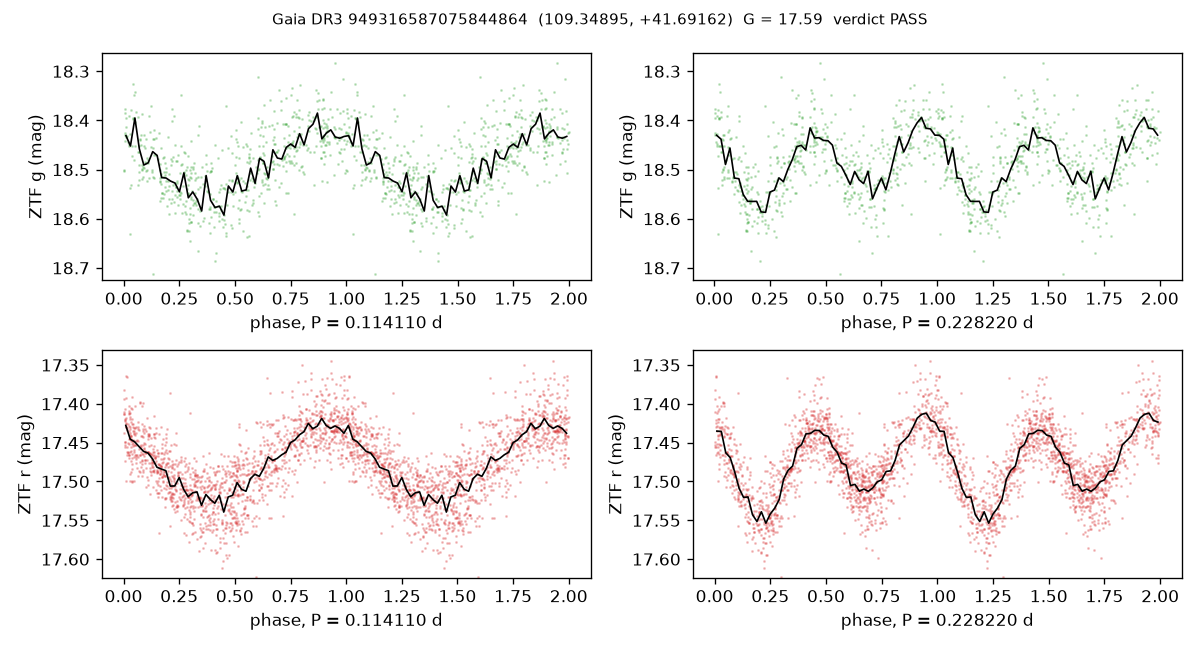 Gaia DR3 949316587075844864 (109.34895, +41.69162) G = 17.59 verdict PASS
ZTF g (mag)
18.3
18.4
18.5
18.6
18.7
0.00 0.25 0.50 0.75 1.00 1.25 1.50 1.75 2.00
phase, P = 0.114110 d
ZTF g (mag)
18.3
18.4
18.5
18.6
18.7
0.00 0.25 0.50 0.75 1.00 1.25 1.50 1.75 2.00
phase, P = 0.228220 d
ZTF r (mag)
17.35
17.40
17.45
17.50
17.55
17.60
0.00 0.25 0.50 0.75 1.00 1.25 1.50 1.75 2.00
phase, P = 0.114110 d
ZTF r (mag)
17.35
17.40
17.45
17.50
17.55
17.60
0.00 0.25 0.50 0.75 1.00 1.25 1.50 1.75 2.00
phase, P = 0.228220 d